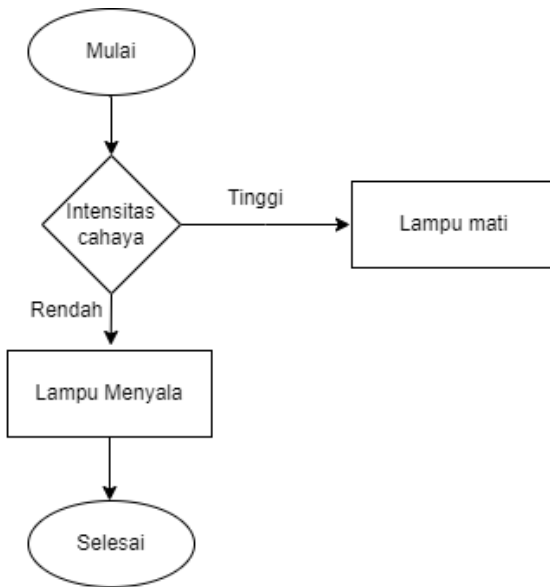 Mulai
Intensitas
cahaya
Tinggi
Lampu mati
Rendah
Lampu Menyala
Selesai